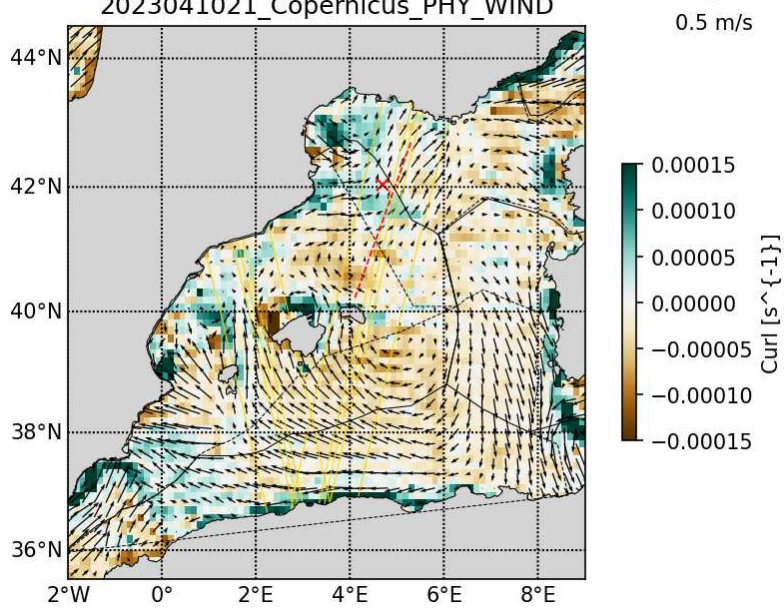 2023041021_Copernicus_PHY_WIND
0.5 m/s
44°N
42°N
40°N
38°N
36°N
2°W
0°
2°E
4°E
6°E
8°E
0.00015
0.00010
0.00005
0.00000
−0.00005
−0.00010
−0.00015
Curl [s^{-1}]